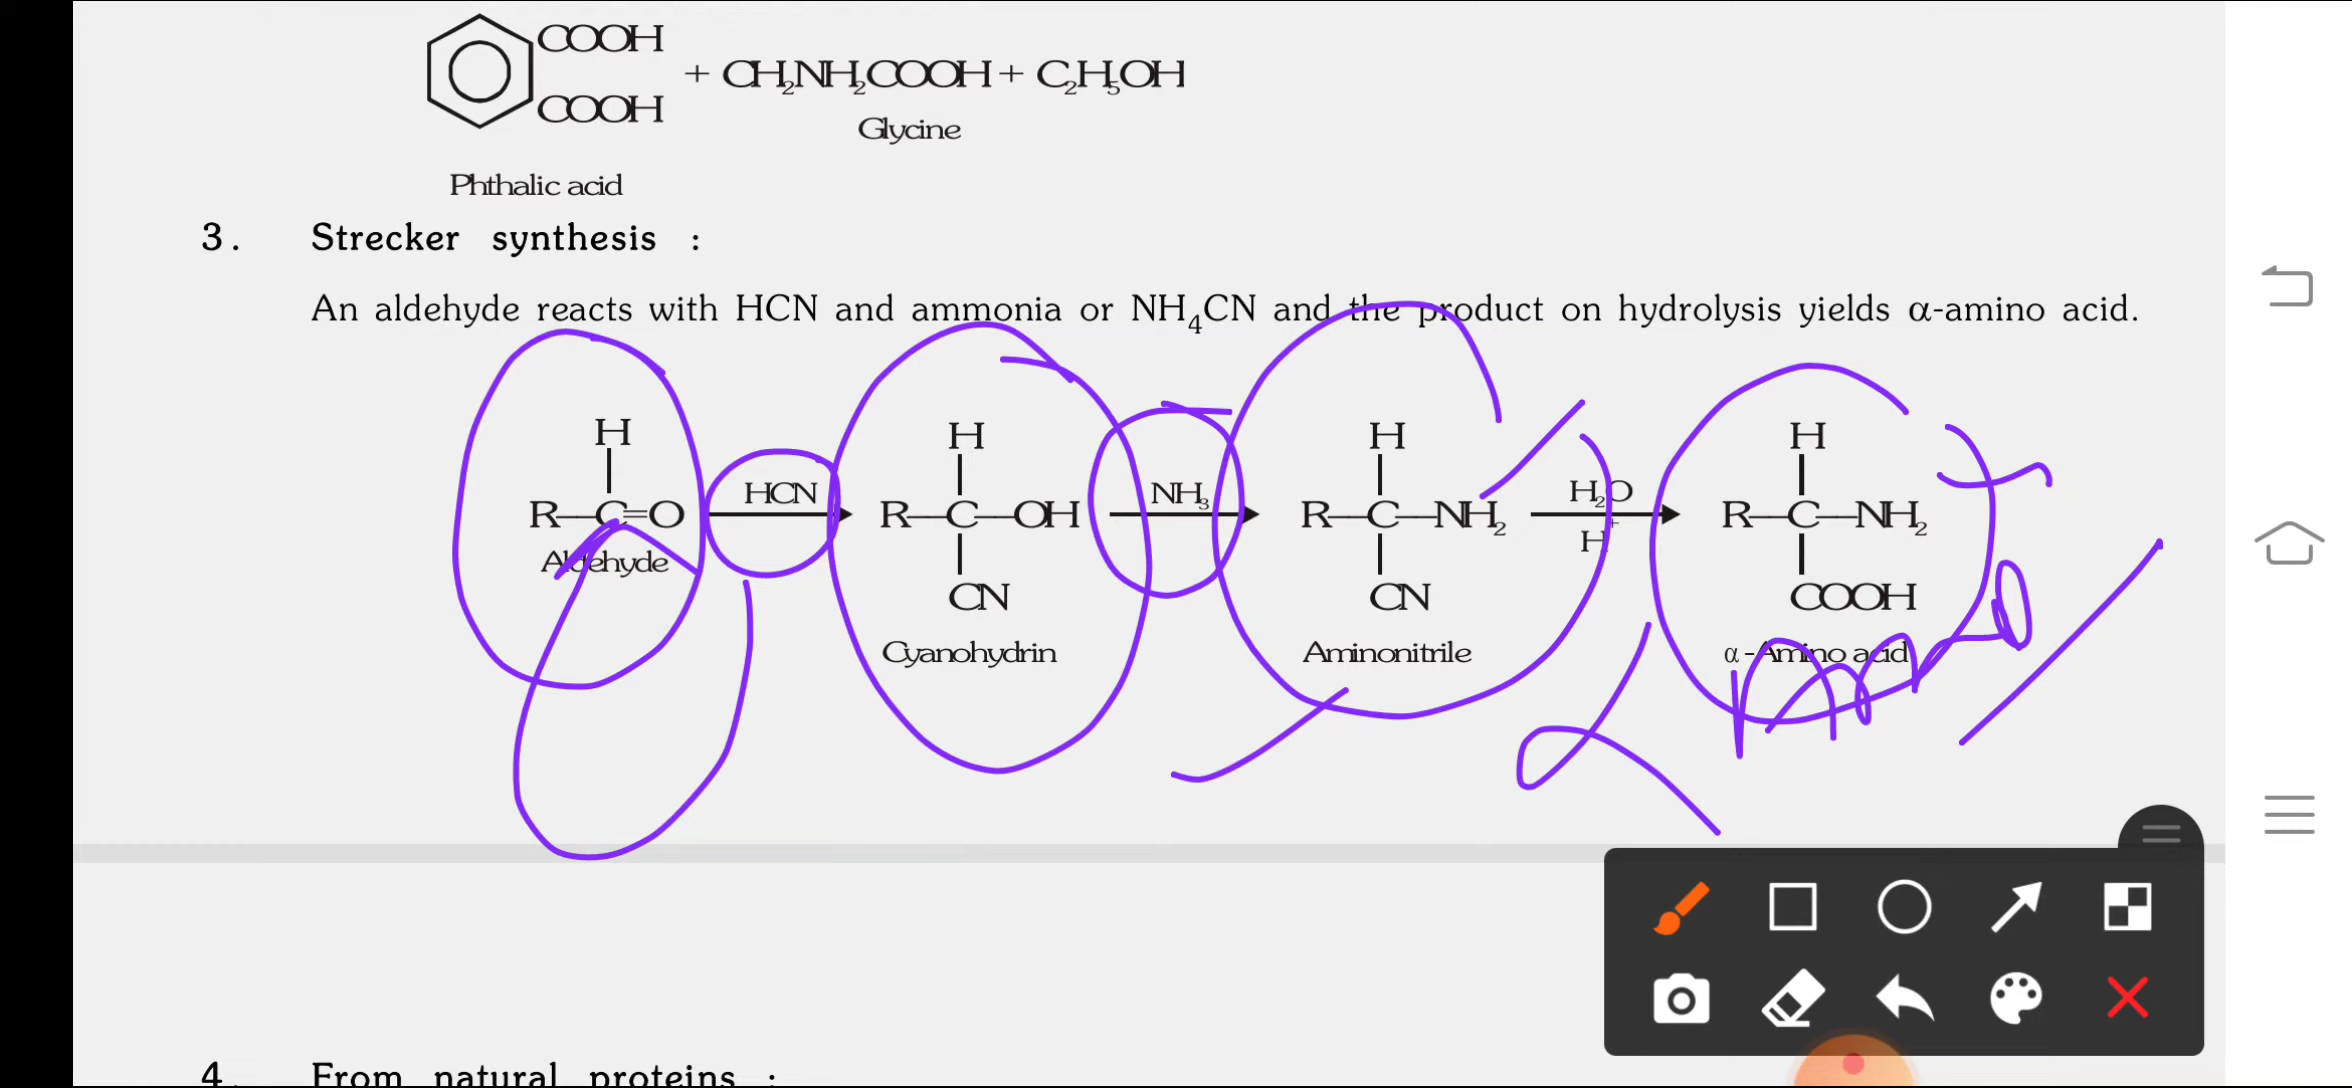 COOH
+ CH₂NH₂COOH + C₂H₅OH
COOH
Glycine
Phthalic acid
3. Strecker synthesis :
An aldehyde reacts with HCN and ammonia or NH₄CN and the product on hydrolysis yields α-amino acid.
H H H H
R—C=O HCN R—C—OH NH₃ R—C—NH₂ H₂O R—C—NH₂
H⁺
Aldehyde
CN CN COOH
Cyanohydrin Aminonitrile α-Amino acid
4. From natural proteins :